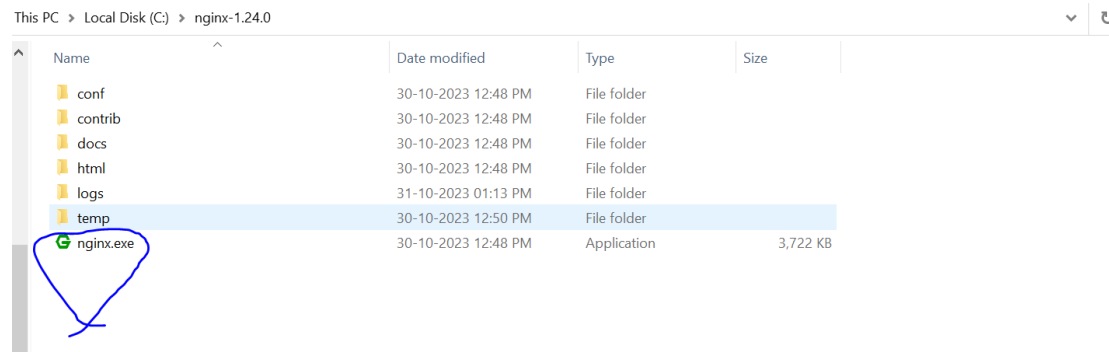 This PC > Local Disk (C:) > nginx-1.24.0
Name Date modified Type Size
conf 30-10-2023 12:48 PM File folder
contrib 30-10-2023 12:48 PM File folder
docs 30-10-2023 12:48 PM File folder
html 30-10-2023 12:48 PM File folder
logs 31-10-2023 01:13 PM File folder
temp 30-10-2023 12:50 PM File folder
nginx.exe 30-10-2023 12:48 PM Application 3,722 KB